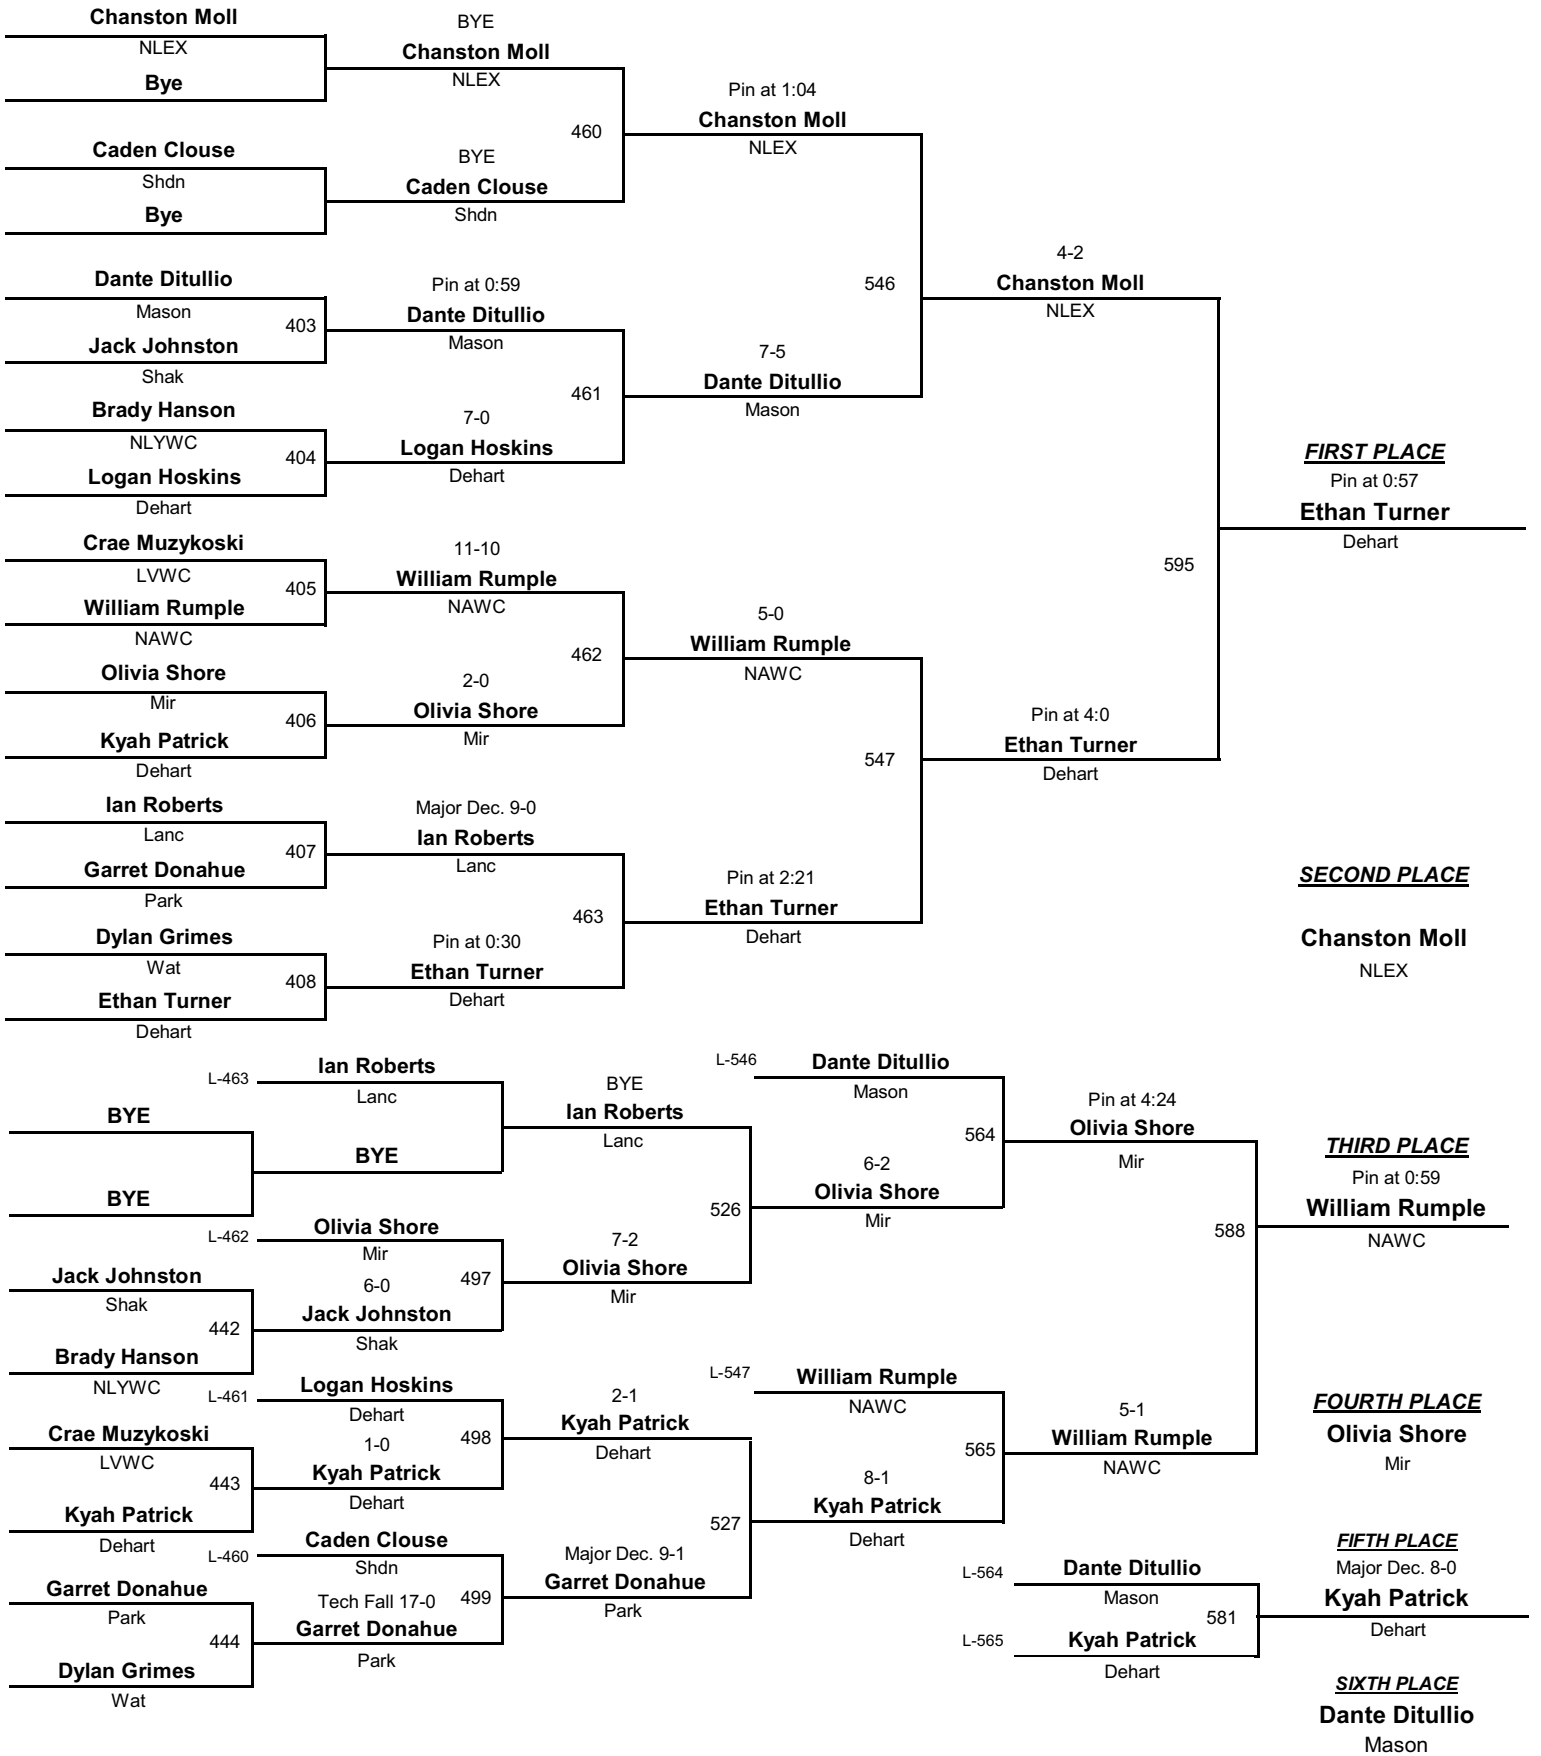 Chanston Moll
NLEX
Bye
Caden Clouse
Shdn
Bye
Dante Ditullio
Mason
403
Jack Johnston
Shak
Brady Hanson
NLYWC
404
Logan Hoskins
Dehart
Crae Muzykoski
LVWC
405
William Rumple
NAWC
Olivia Shore
Mir
406
Kyah Patrick
Dehart
Ian Roberts
Lanc
407
Garret Donahue
Park
Dylan Grimes
Wat
408
Ethan Turner
Dehart
BYE
Chanston Moll
NLEX
460
BYE
Caden Clouse
Shdn
Pin at 0:59
Dante Ditullio
Mason
461
7-0
Logan Hoskins
Dehart
11-10
William Rumple
NAWC
462
2-0
Olivia Shore
Mir
Major Dec. 9-0
Ian Roberts
Lanc
463
Pin at 0:30
Ethan Turner
Dehart
Pin at 1:04
Chanston Moll
NLEX
546
7-5
Dante Ditullio
Mason
5-0
William Rumple
NAWC
547
Pin at 2:21
Ethan Turner
Dehart
4-2
Chanston Moll
NLEX
595
Pin at 4:0
Ethan Turner
Dehart
FIRST PLACE
Pin at 0:57
Ethan Turner
Dehart
SECOND PLACE
Chanston Moll
NLEX
BYE
BYE
Jack Johnston
Shak
442
Brady Hanson
NLYWC
Crae Muzykoski
LVWC
443
Kyah Patrick
Dehart
Garret Donahue
Park
444
Dylan Grimes
Wat
L-463
Ian Roberts
Lanc
BYE
L-462
Olivia Shore
Mir
497
6-0
Jack Johnston
Shak
L-461
Logan Hoskins
Dehart
498
1-0
Kyah Patrick
Dehart
L-460
Caden Clouse
Shdn
499
Tech Fall 17-0
Garret Donahue
Park
BYE
Ian Roberts
Lanc
526
7-2
Olivia Shore
Mir
2-1
Kyah Patrick
Dehart
527
Major Dec. 9-1
Garret Donahue
Park
L-546
Dante Ditullio
Mason
564
6-2
Olivia Shore
Mir
L-547
William Rumple
NAWC
565
8-1
Kyah Patrick
Dehart
Pin at 4:24
Olivia Shore
Mir
588
5-1
William Rumple
NAWC
L-564
Dante Ditullio
Mason
581
L-565
Kyah Patrick
Dehart
THIRD PLACE
Pin at 0:59
William Rumple
NAWC
FOURTH PLACE
Olivia Shore
Mir
FIFTH PLACE
Major Dec. 8-0
Kyah Patrick
Dehart
SIXTH PLACE
Dante Ditullio
Mason